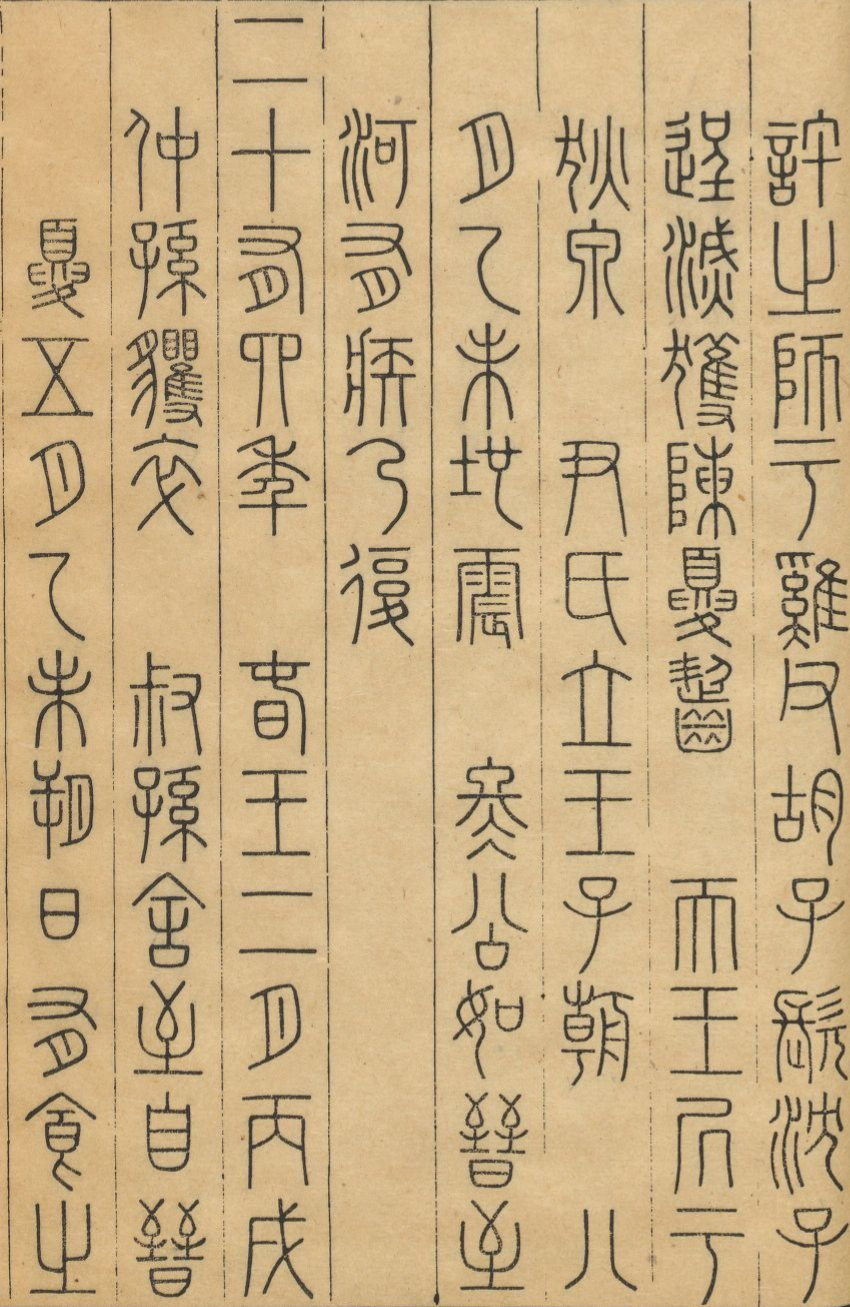 許之師于雞父胡子髡沈子
逞滅獲陳夏齧 天王居于
狄泉 尹氏立王子朝 八
月乙未地震 冬公如晉至
河有疾乃復
二十有四年 春王二月丙戌
仲孫貜卒 叔孫舍至自晉
夏五月乙未朔日有食之